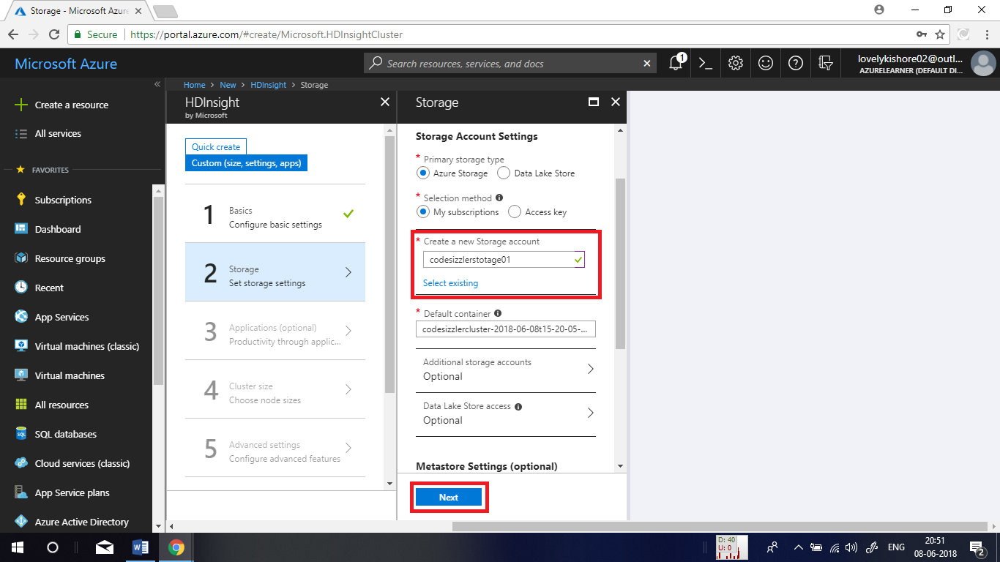 Storage - Microsoft Azure
Secure
https://portal.azure.com/#create/Microsoft.HDInsightCluster
Microsoft Azure
Search resources, services, and docs
1
lovelykishore02@outl...
AZURELEARNER (DEFAULT DI...
Home > New > HDInsight > Storage
Create a resource
All services
FAVORITES
Subscriptions
Dashboard
Resource groups
Recent
App Services
Virtual machines (classic)
Virtual machines
All resources
SQL databases
Cloud services (classic)
App Service plans
Azure Active Directory
HDInsight
by Microsoft
Quick create
Custom (size, settings, apps)
1
Basics
Configure basic settings
2
Storage
Set storage settings
3
Applications (optional)
Productivity through applic...
4
Cluster size
Choose node sizes
5
Advanced settings
Configure advanced features
Storage
Storage Account Settings
* Primary storage type
Azure Storage
Data Lake Store
* Selection method
My subscriptions
Access key
* Create a new Storage account
codesizzlerstotage01
Select existing
* Default container
codesizzlercluster-2018-06-08t15-20-05-...
Additional storage accounts
Optional
Data Lake Store access
Optional
Metastore Settings (optional)
Next
D: 40
U: 0
ENG
20:51
08-06-2018
2